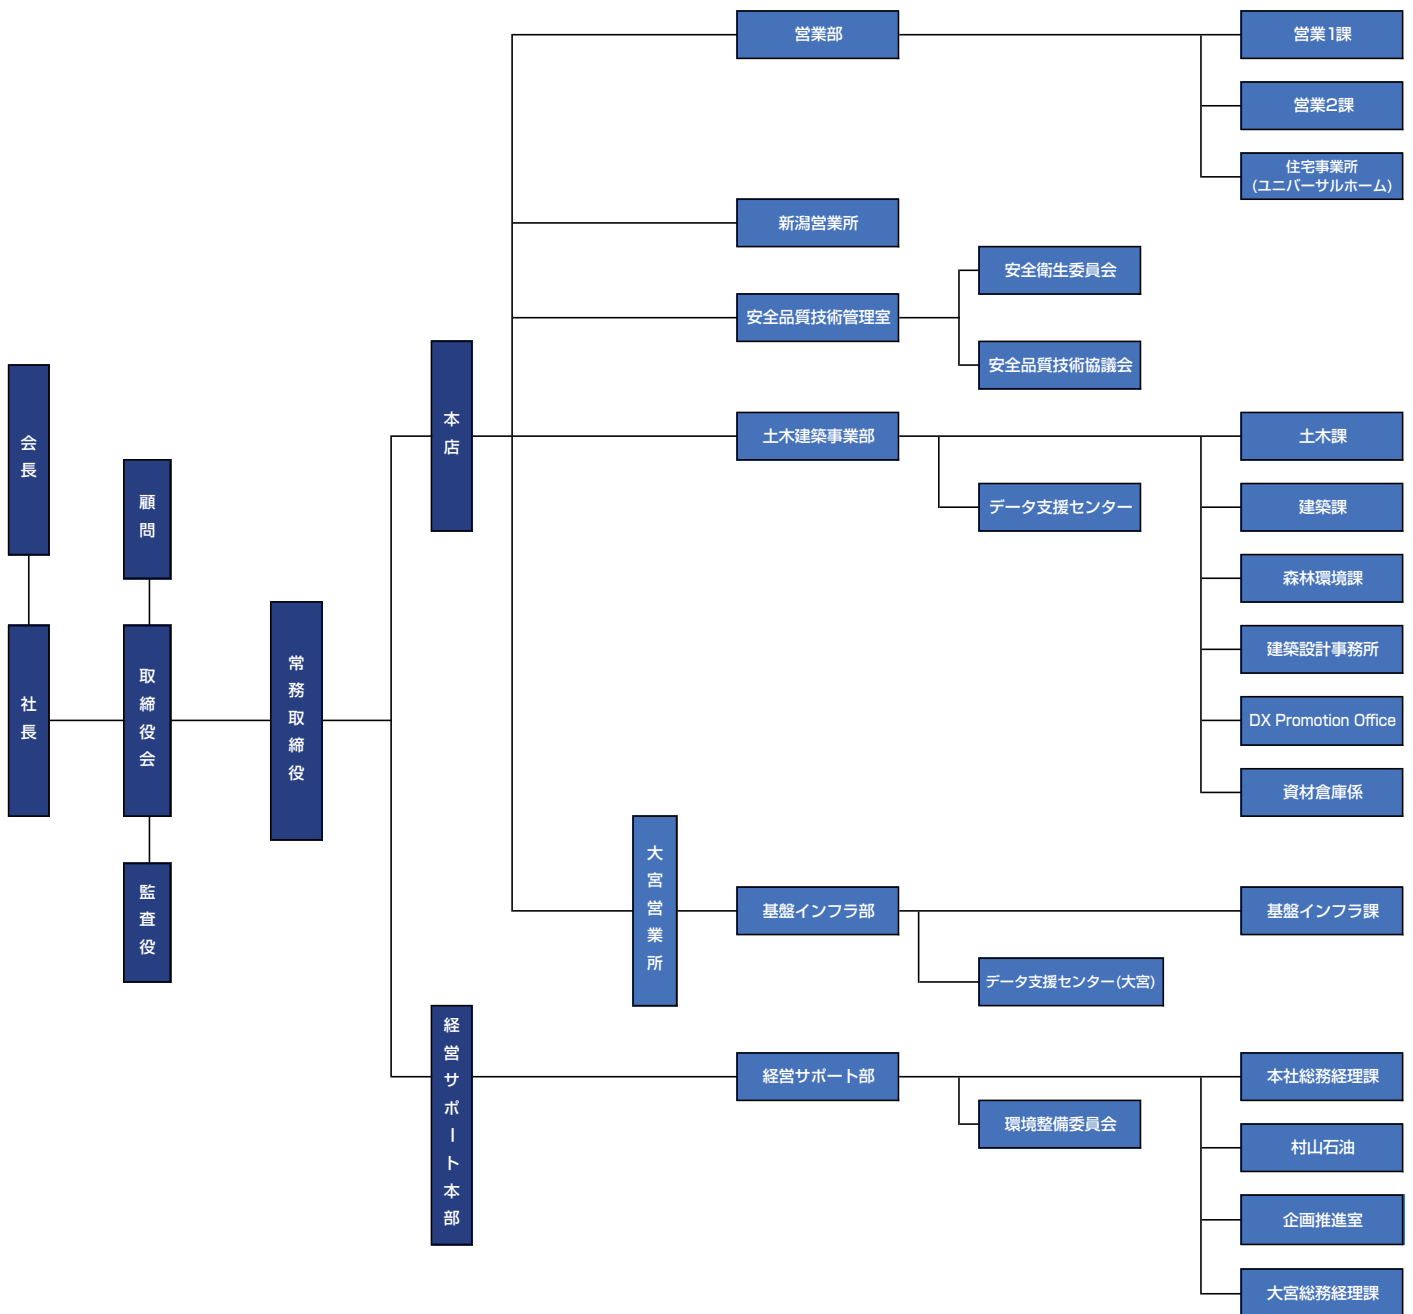 会長
社長
顧問
取締役会
監査役
常務取締役
本店
営業部
営業1課
営業2課
住宅事業所
(ユニバーサルホーム)
新潟営業所
安全品質技術管理室
安全衛生委員会
安全品質技術協議会
土木建築事業部
データ支援センター
土木課
建築課
森林環境課
建築設計事務所
DX Promotion Office
資材倉庫係
大宮営業所
基盤インフラ部
基盤インフラ課
データ支援センター(大宮)
経営サポート本部
経営サポート部
環境整備委員会
本社総務経理課
村山石油
企画推進室
大宮総務経理課